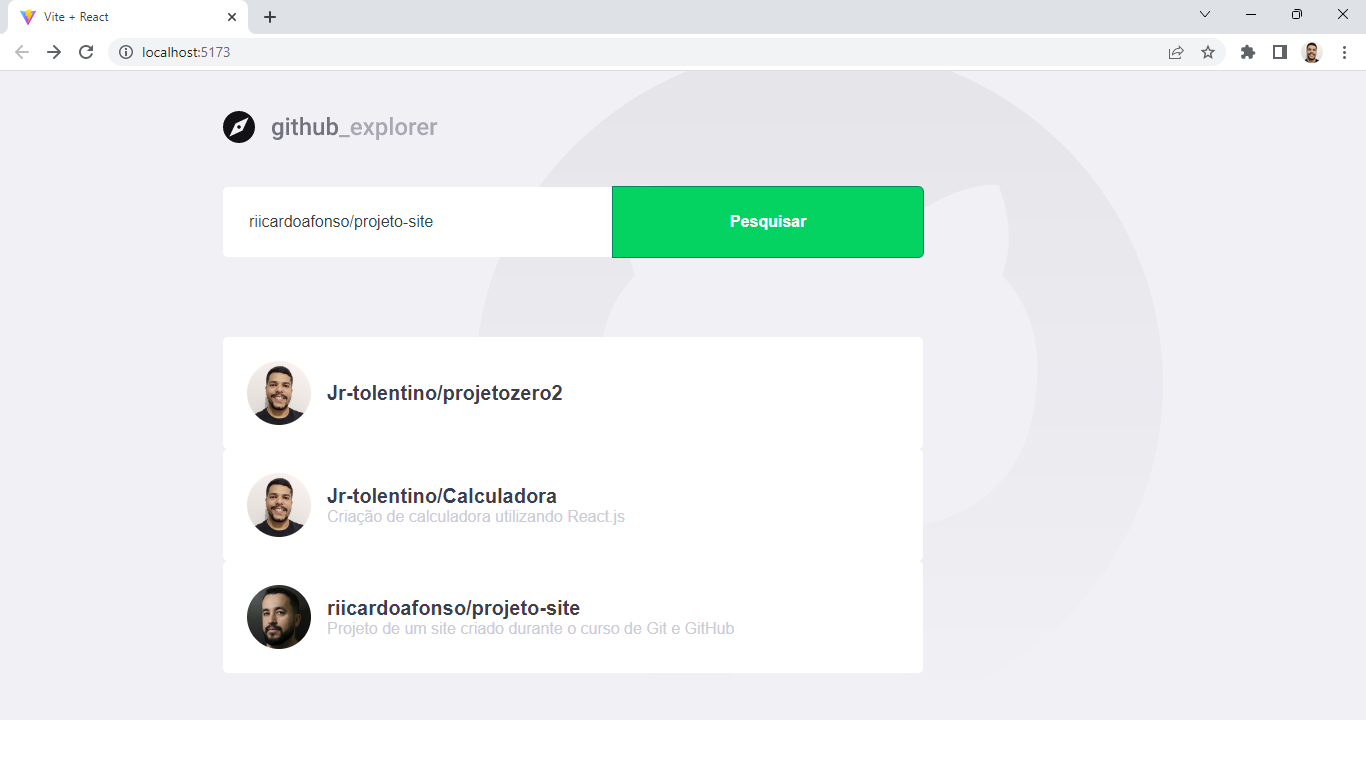 Vite + React
localhost:5173
github_explorer
riicardoafonso/projeto-site
Pesquisar
Jr-tolentino/projetozero2
Jr-tolentino/Calculadora
Criação de calculadora utilizando React.js
riicardoafonso/projeto-site
Projeto de um site criado durante o curso de Git e GitHub